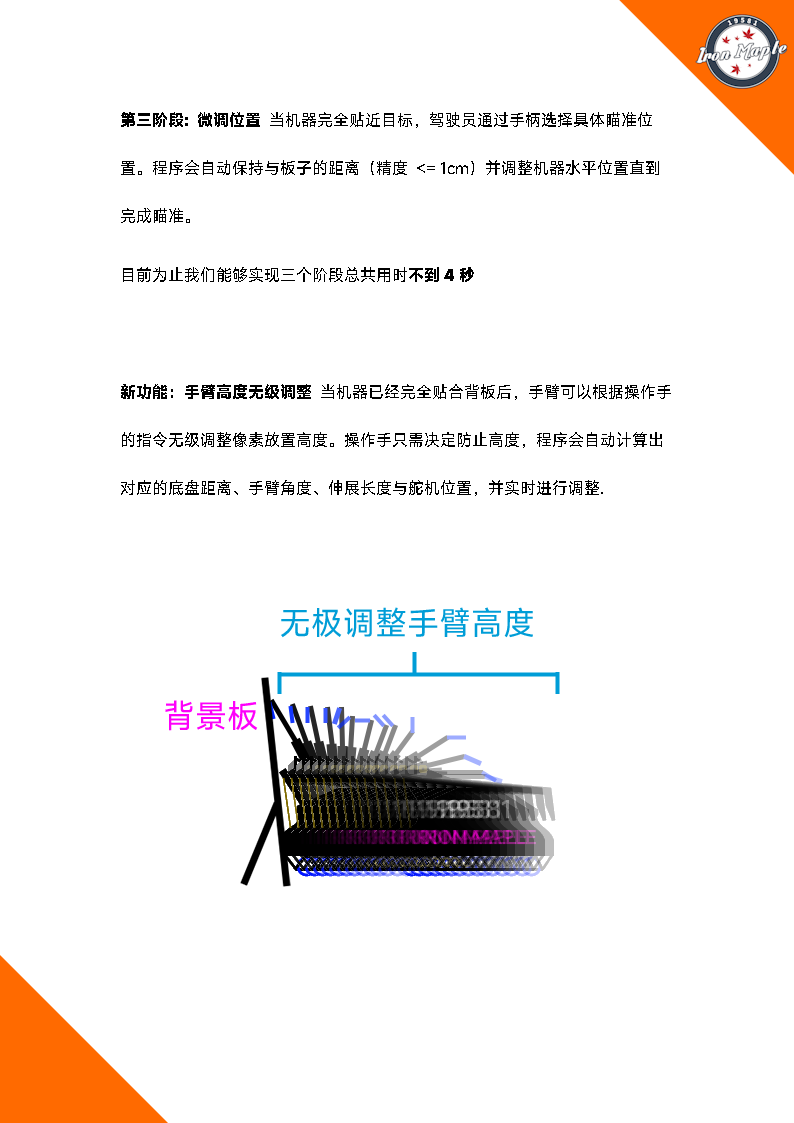 19581
Iron Maple
第三阶段: 微调位置 当机器完全贴近目标，驾驶员通过手柄选择具体瞄准位
置。程序会自动保持与板子的距离（精度 <= 1cm）并调整机器水平位置直到
完成瞄准。
目前为止我们能够实现三个阶段总共用时不到 4 秒
新功能：手臂高度无级调整 当机器已经完全贴合背板后，手臂可以根据操作手
的指令无级调整像素放置高度。操作手只需决定防止高度，程序会自动计算出
对应的底盘距离、手臂角度、伸展长度与舵机位置，并实时进行调整.
无极调整手臂高度
背景板